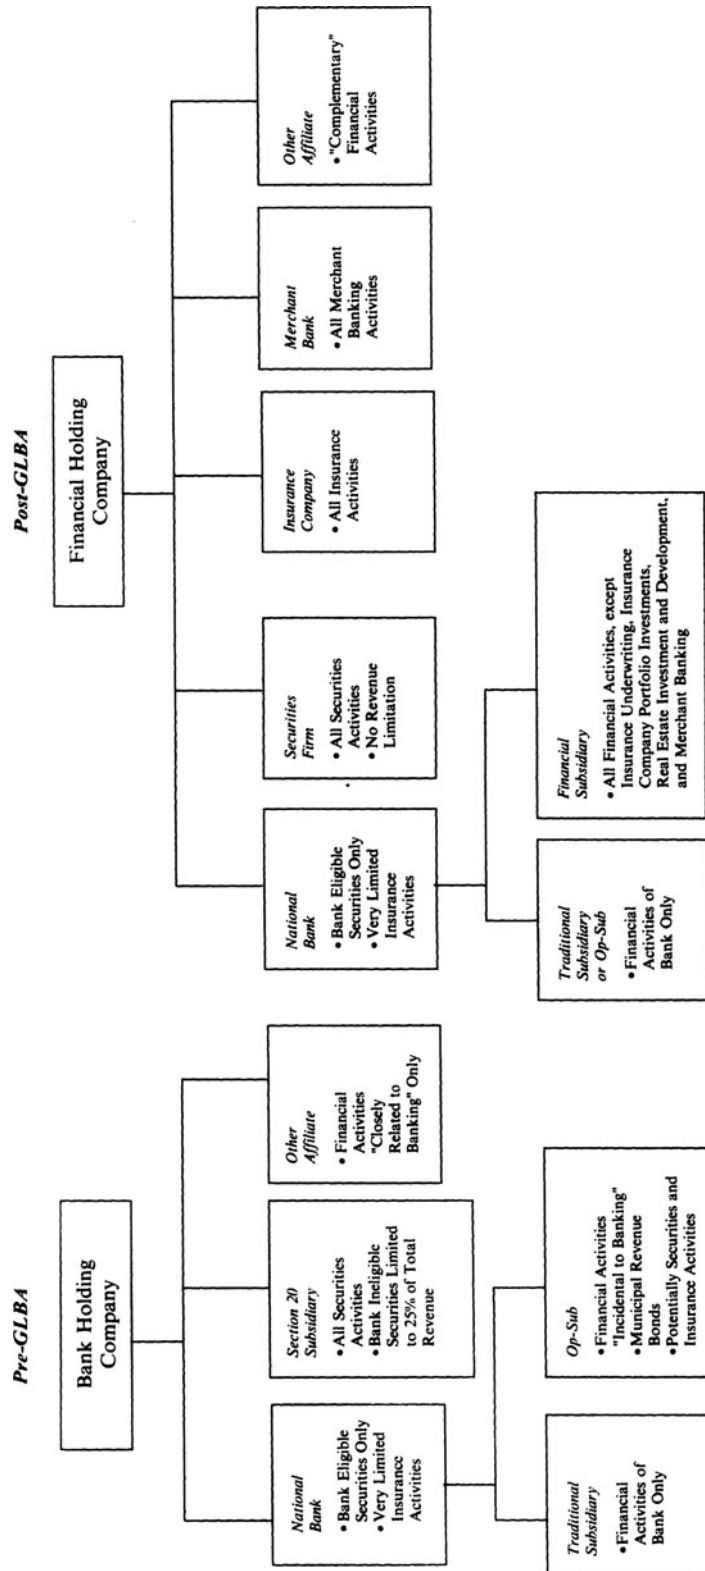 Pre-GLBA
Bank Holding
Company
National
Bank
• Bank Eligible
Securities Only
• Very Limited
Insurance
Activities
Section 20
Subsidiary
• All Securities
Activities
• Bank Ineligible
Securities Limited
to 25% of Total
Revenue
Other
Affiliate
• Financial
Activities
"Closely
Related to
Banking" Only
Traditional
Subsidiary
• Financial
Activities of
Bank Only
Op-Sub
• Financial Activities
"Incidental to Banking"
• Municipal Revenue
Bonds
• Potentially Securities and
Insurance Activities
Post-GLBA
Financial Holding
Company
National
Bank
• Bank Eligible
Securities Only
• Very Limited
Insurance
Activities
Securities
Firm
• All Securities
Activities
• No Revenue
Limitation
Insurance
Company
• All Insurance
Activities
Merchant
Bank
• All Merchant
Banking
Activities
Other
Affiliate
• "Complementary"
Financial
Activities
Traditional
Subsidiary
or Op-Sub
• Financial
Activities of
Bank Only
Financial
Subsidiary
• All Financial Activities, except
Insurance Underwriting, Insurance
Company Portfolio Investments,
Real Estate Investment and Development,
and Merchant Banking